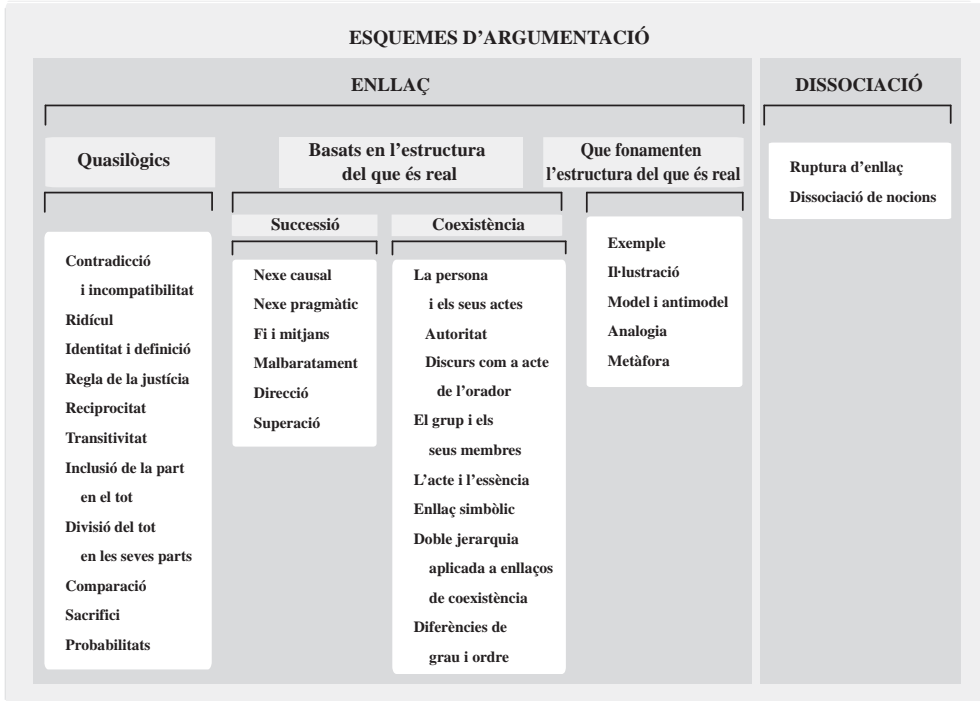 ESQUEMES D’ARGUMENTACIÓ
ENLLAÇ
Quasilògics
Contradicció
i incompatibilitat
Ridícul
Identitat i definició
Regla de la justícia
Reciprocitat
Transitivitat
Inclusió de la part
en el tot
Divisió del tot
en les seves parts
Comparació
Sacrifici
Probabilitats
Basats en l’estructura
del que és real
Successió
Nexe causal
Nexe pragmàtic
Fi i mitjans
Malbaratament
Direcció
Superació
Coexistència
La persona
i els seus actes
Autoritat
Discurs com a acte
de l’orador
El grup i els
seus membres
L’acte i l’essència
Enllaç simbòlic
Doble jerarquia
aplicada a enllaços
de coexistència
Diferències de
grau i ordre
Que fonamenten
l’estructura del que és real
Exemple
Il·lustració
Model i antimodel
Analogia
Metàfora
DISSOCIACIÓ
Ruptura d’enllaç
Dissociació de nocions